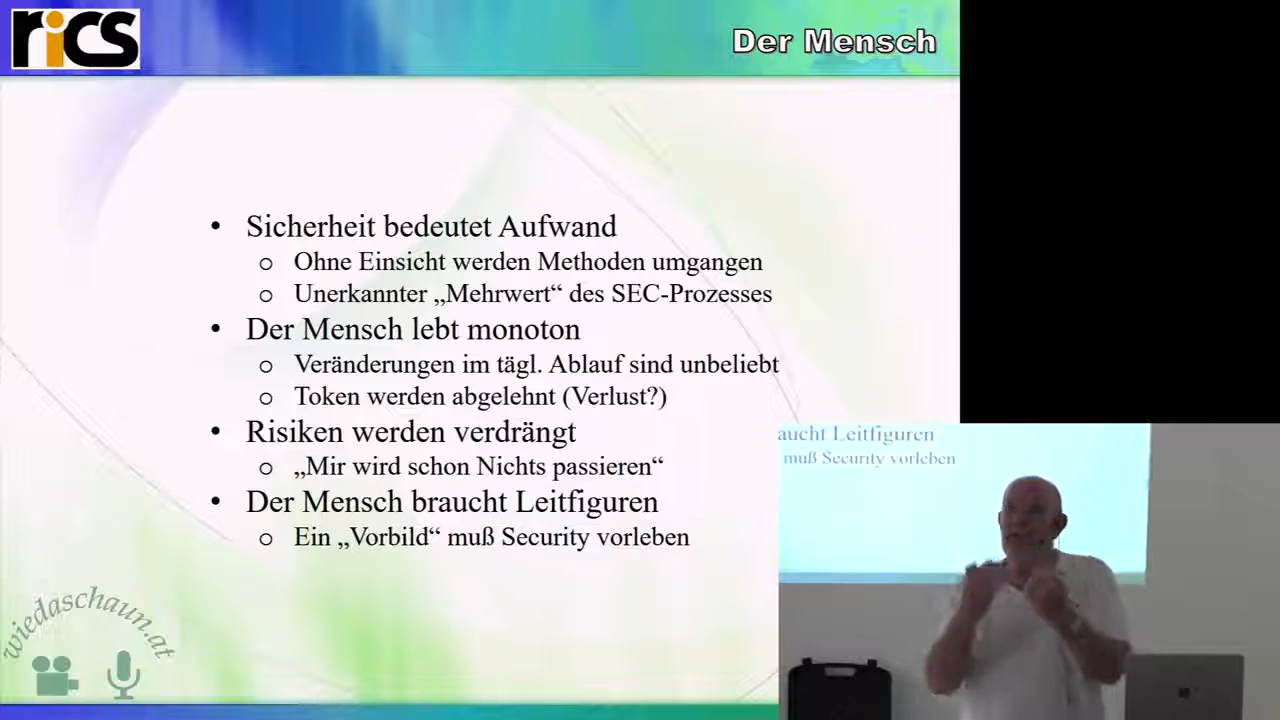 rics
Der Mensch
• Sicherheit bedeutet Aufwand
o Ohne Einsicht werden Methoden umgangen
o Unerkannter „Mehrwert“ des SEC-Prozesses
• Der Mensch lebt monoton
o Veränderungen im tägl. Ablauf sind unbeliebt
o Token werden abgelehnt (Verlust?)
• Risiken werden verdrängt
o „Mir wird schon Nichts passieren“
• Der Mensch braucht Leitfiguren
o Ein „Vorbild“ muß Security vorleben
aucht Leitfiguren
muß Security vorleben
wiedaschaun.at